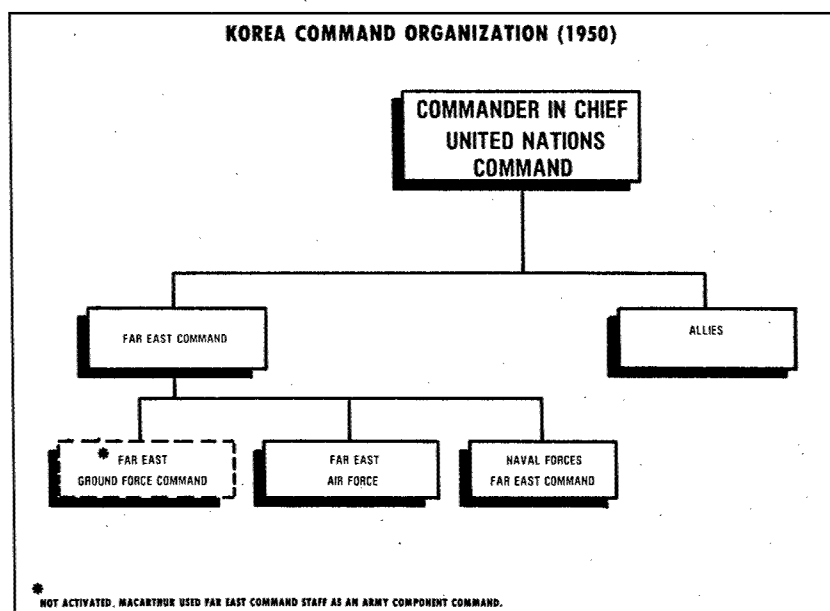 KOREA COMMAND ORGANIZATION (1950)
COMMANDER IN CHIEF
UNITED NATIONS
COMMAND
FAR EAST COMMAND
ALLIES
* FAR EAST
GROUND FORCE COMMAND
FAR EAST
AIR FORCE
NAVAL FORCES
FAR EAST COMMAND
*
NOT ACTIVATED, MACARTHUR USED FAR EAST COMMAND STAFF AS AN ARMY COMPONENT COMMAND.